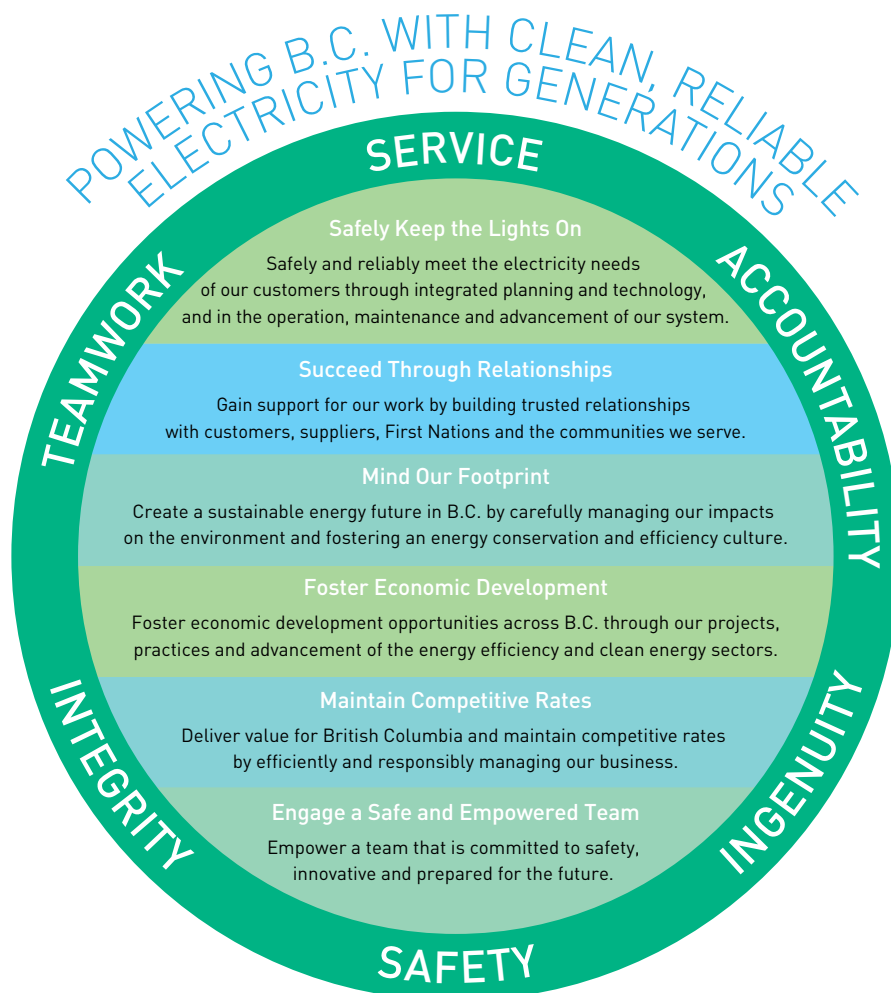 POWERING B.C. WITH CLEAN, RELIABLE
ELECTRICITY FOR GENERATIONS
SERVICE
TEAMWORK
ACCOUNTABILITY
Safely Keep the Lights On
Safely and reliably meet the electricity needs
of our customers through integrated planning and technology,
and in the operation, maintenance and advancement of our system.
Succeed Through Relationships
Gain support for our work by building trusted relationships
with customers, suppliers, First Nations and the communities we serve.
Mind Our Footprint
Create a sustainable energy future in B.C. by carefully managing our impacts
on the environment and fostering an energy conservation and efficiency culture.
Foster Economic Development
Foster economic development opportunities across B.C. through our projects,
practices and advancement of the energy efficiency and clean energy sectors.
Maintain Competitive Rates
Deliver value for British Columbia and maintain competitive rates
by efficiently and responsibly managing our business.
Engage a Safe and Empowered Team
Empower a team that is committed to safety,
innovative and prepared for the future.
INTEGRITY
INGENUITY
SAFETY